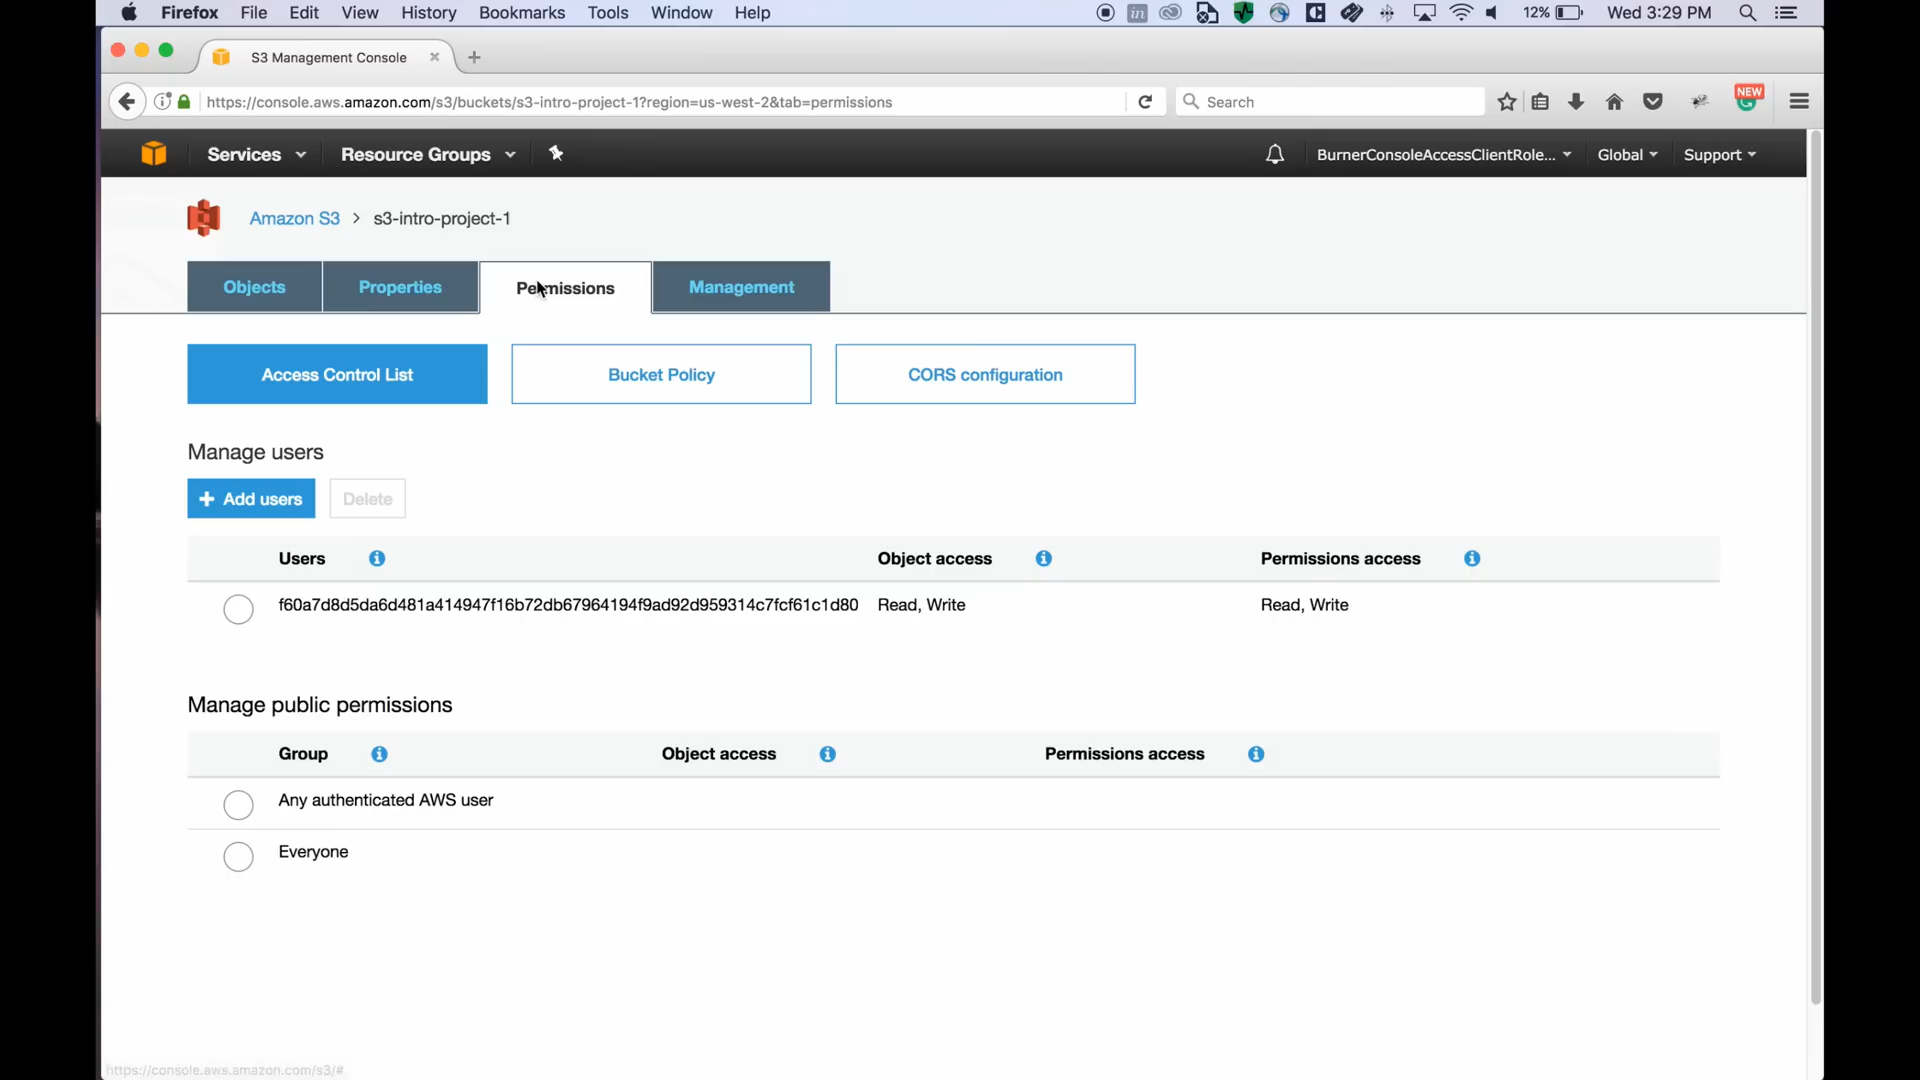 Firefox File Edit View History Bookmarks Tools Window Help 12% Wed 3:29 PM
S3 Management Console
https://console.aws.amazon.com/s3/buckets/s3-intro-project-1?region=us-west-2&tab=permissions Search NEW
Services Resource Groups BurnerConsoleAccessClientRole... Global Support
Amazon S3 > s3-intro-project-1
Objects Properties Permissions Management
Access Control List Bucket Policy CORS configuration
Manage users
+ Add users Delete
Users Object access Permissions access
f60a7d8d5da6d481a414947f16b72db67964194f9ad92d959314c7fcf61c1d80 Read, Write Read, Write
Manage public permissions
Group Object access Permissions access
Any authenticated AWS user
Everyone
https://console.aws.amazon.com/s3/#